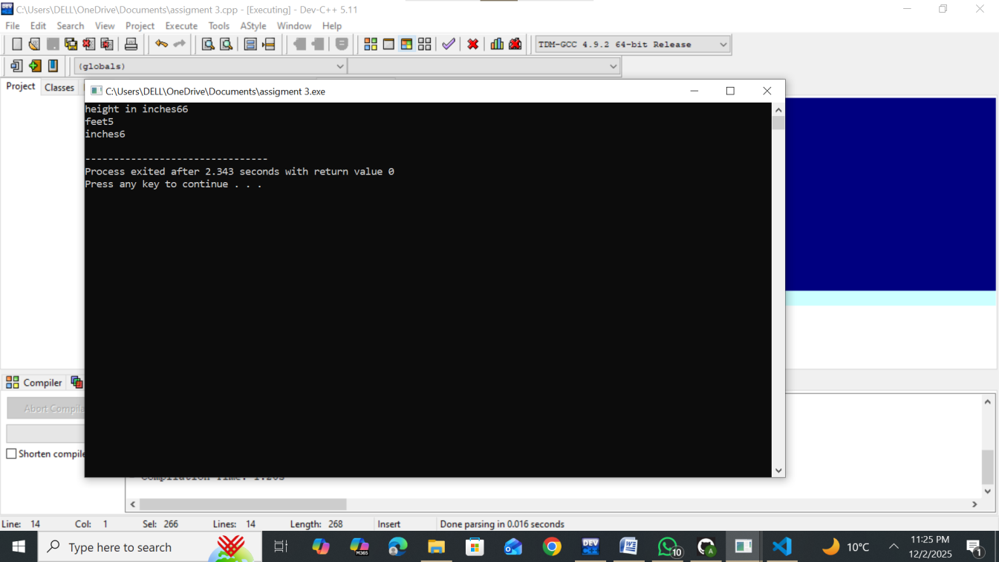 C:\Users\DELL\OneDrive\Documents\assigment 3.cpp - [Executing] - Dev-C++ 5.11
File Edit Search View Project Execute Tools AStyle Window Help
TDM-GCC 4.9.2 64-bit Release
(globals)
Project Classes
C:\Users\DELL\OneDrive\Documents\assigment 3.exe
height in inches66
feet5
inches6
--------------------------------
Process exited after 2.343 seconds with return value 0
Press any key to continue . . .
Compiler
Abort Compila
Shorten compile
Compilation Time: 1.20s
Line: 14 Col: 1 Sel: 266 Lines: 14 Length: 268 Insert Done parsing in 0.016 seconds
Type here to search
M365
DEV
10
A
10°C
11:25 PM
12/2/2025
1